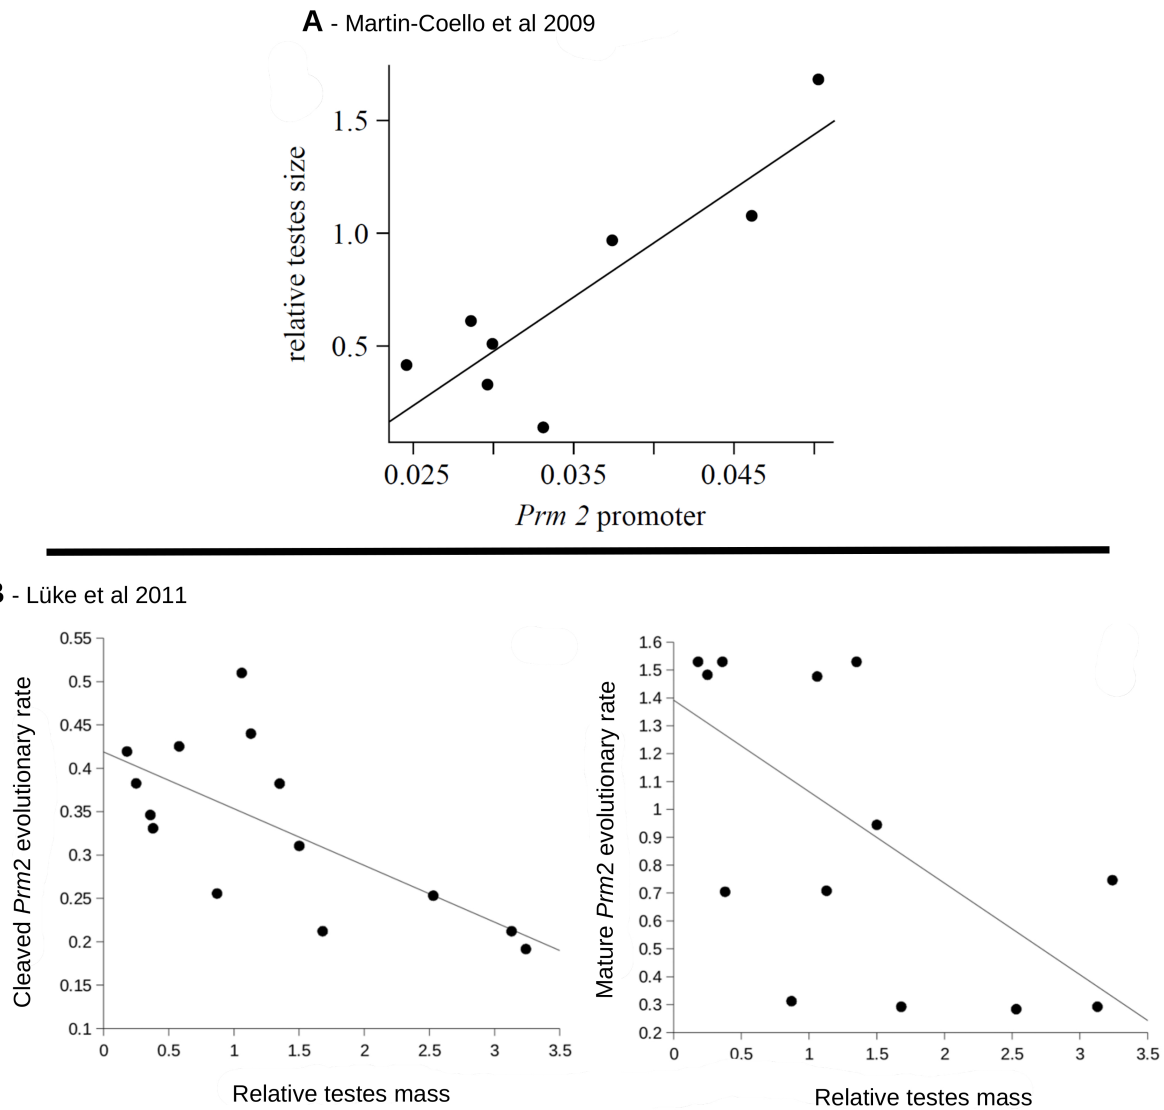 A - Martin-Coello et al 2009
relative testes size
1.5
1.0
0.5
0.025 0.035 0.045
Prm 2 promoter
B - Lüke et al 2011
Cleaved Prm2 evolutionary rate
0.55
0.5
0.45
0.4
0.35
0.3
0.25
0.2
0.15
0.1
0 0.5 1 1.5 2 2.5 3 3.5
Relative testes mass
Mature Prm2 evolutionary rate
1.6
1.5
1.4
1.3
1.2
1.1
1
0.9
0.8
0.7
0.6
0.5
0.4
0.3
0.2
0 0.5 1 1.5 2 2.5 3 3.5
Relative testes mass